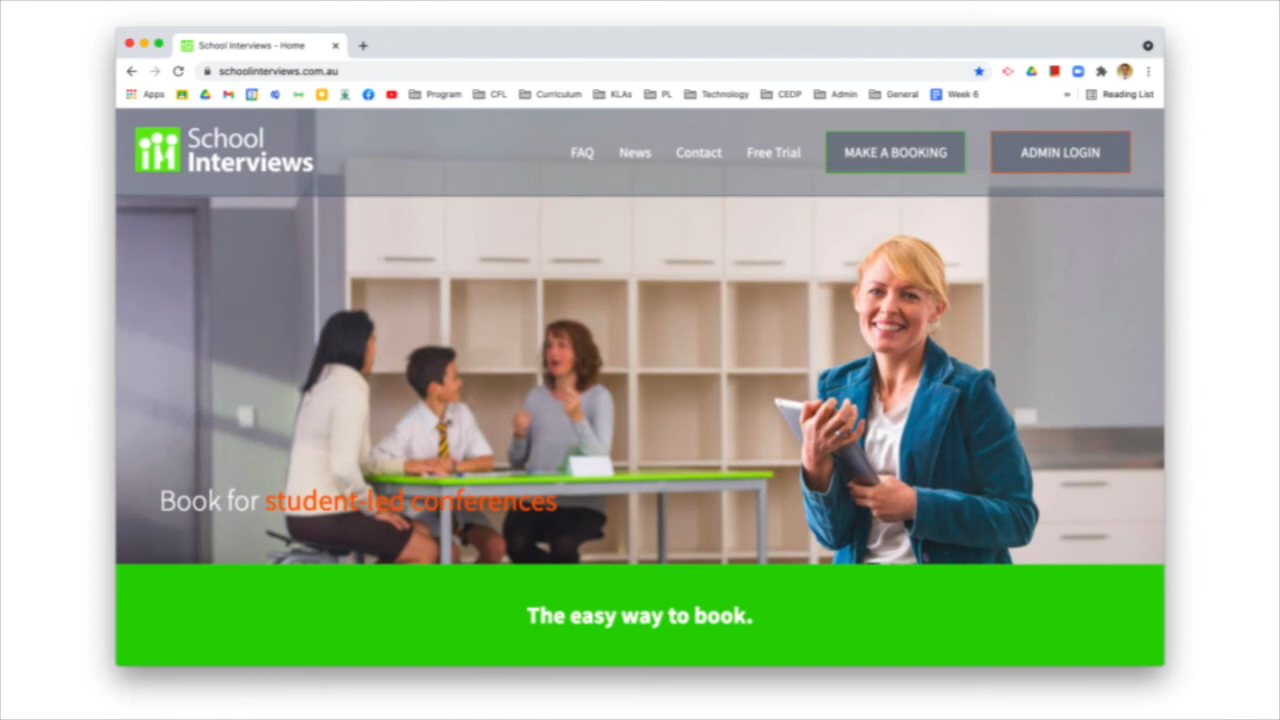 School Interviews - Home
schoolinterviews.com.au
Apps Program CFL Curriculum KLAs PL Technology CEDP Admin General Week 6 » Reading List
School
Interviews
FAQ News Contact Free Trial MAKE A BOOKING ADMIN LOGIN
Book for student-led conferences
The easy way to book.